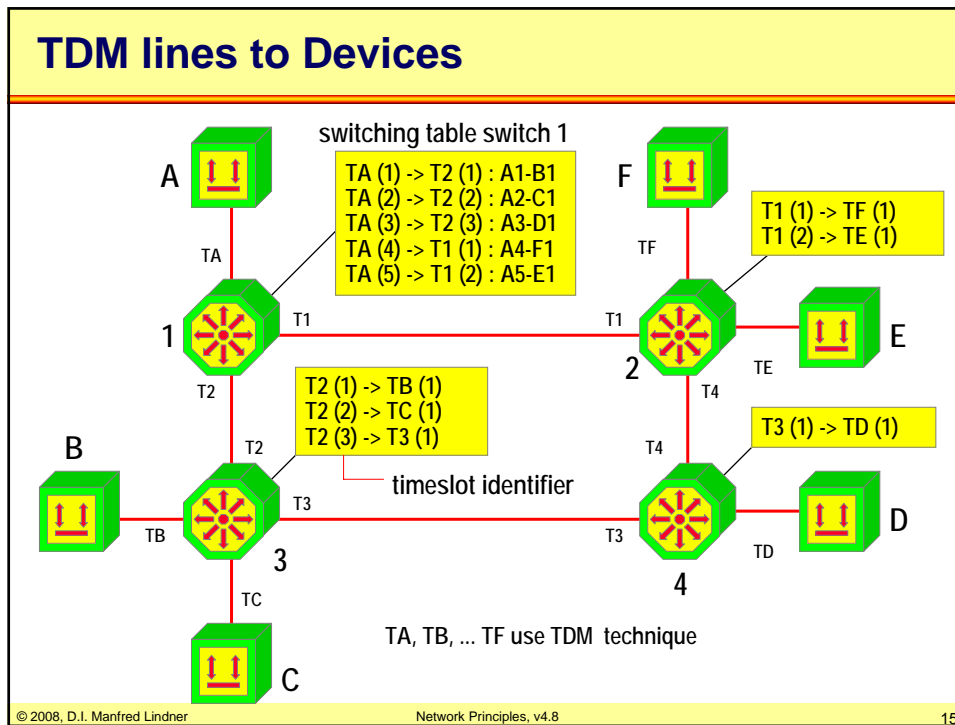 TDM lines to Devices
switching table switch 1
A
TA (1) -> T2 (1) : A1-B1
TA (2) -> T2 (2) : A2-C1
TA (3) -> T2 (3) : A3-D1
TA (4) -> T1 (1) : A4-F1
TA (5) -> T1 (2) : A5-E1
F
T1 (1) -> TF (1)
T1 (2) -> TE (1)
TA
TF
1
T1
T1
2
E
TE
T2
T4
T2 (1) -> TB (1)
T2 (2) -> TC (1)
T2 (3) -> T3 (1)
T3 (1) -> TD (1)
B
T2
T4
timeslot identifier
T3
T3
D
TB
TD
3
4
TC
TA, TB, ... TF use TDM technique
C
© 2008, D.I. Manfred Lindner
Network Principles, v4.8
15